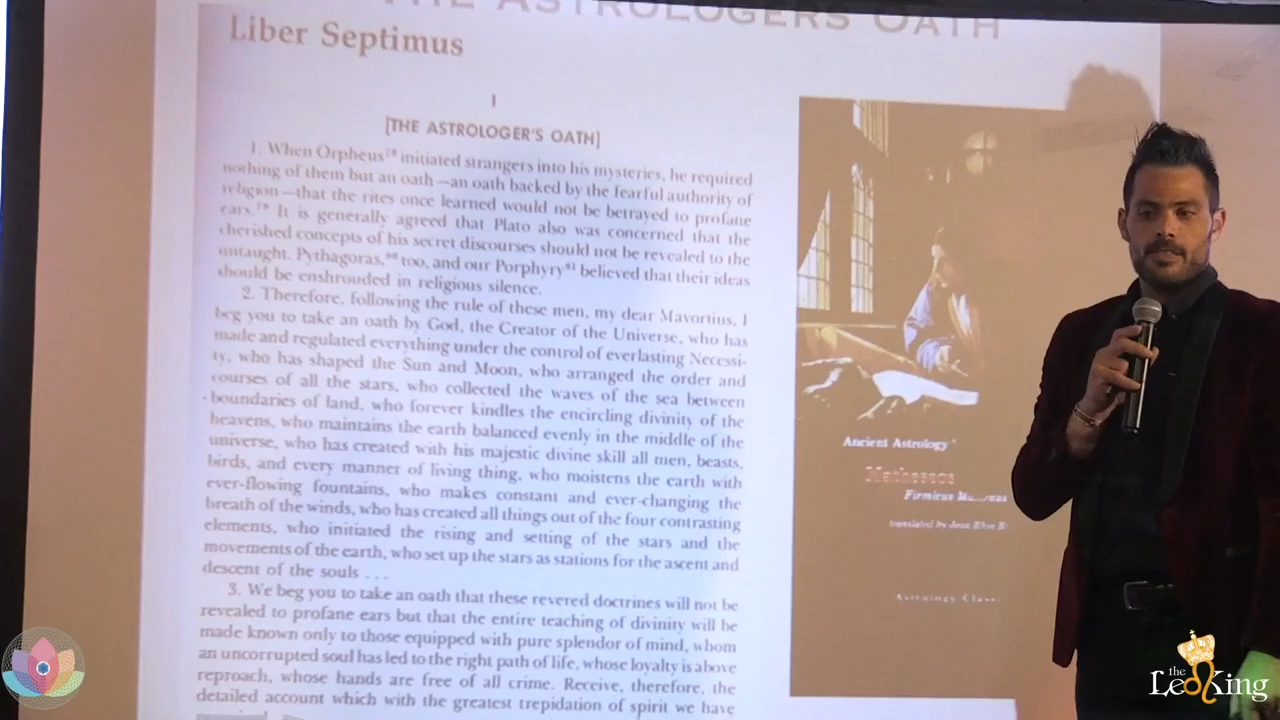 THE ASTROLOGERS OATH
Liber Septimus
I
[THE ASTROLOGER'S OATH]
1. When Orpheus⁷⁸ initiated strangers into his mysteries, he required
nothing of them but an oath—an oath backed by the fearful authority of
religion—that the rites once learned would not be betrayed to profane
ears.⁷⁹ It is generally agreed that Plato also was concerned that the
cherished concepts of his secret discourses should not be revealed to the
untaught. Pythagoras,⁸⁰ too, and our Porphyry⁸¹ believed that their ideas
should be enshrouded in religious silence.
2. Therefore, following the rule of these men, my dear Mavortius, I
beg you to take an oath by God, the Creator of the Universe, who has
made and regulated everything under the control of everlasting Necessi-
ty, who has shaped the Sun and Moon, who arranged the order and
courses of all the stars, who collected the waves of the sea between
boundaries of land, who forever kindles the encircling divinity of the
heavens, who maintains the earth balanced evenly in the middle of the
universe, who has created with his majestic divine skill all men, beasts,
birds, and every manner of living thing, who moistens the earth with
ever-flowing fountains, who makes constant and ever-changing the
breath of the winds, who has created all things out of the four contrasting
elements, who initiated the rising and setting of the stars and the
movements of the earth, who set up the stars as stations for the ascent and
descent of the souls . . .
3. We beg you to take an oath that these revered doctrines will not be
revealed to profane ears but that the entire teaching of divinity will be
made known only to those equipped with pure splendor of mind, whom
an uncorrupted soul has led to the right path of life, whose loyalty is above
reproach, whose hands are free of all crime. Receive, therefore, the
detailed account which with the greatest trepidation of spirit we have
Ancient Astrology
Firmicus
translated by Jean Rhys
Astrology
the
LeoKing